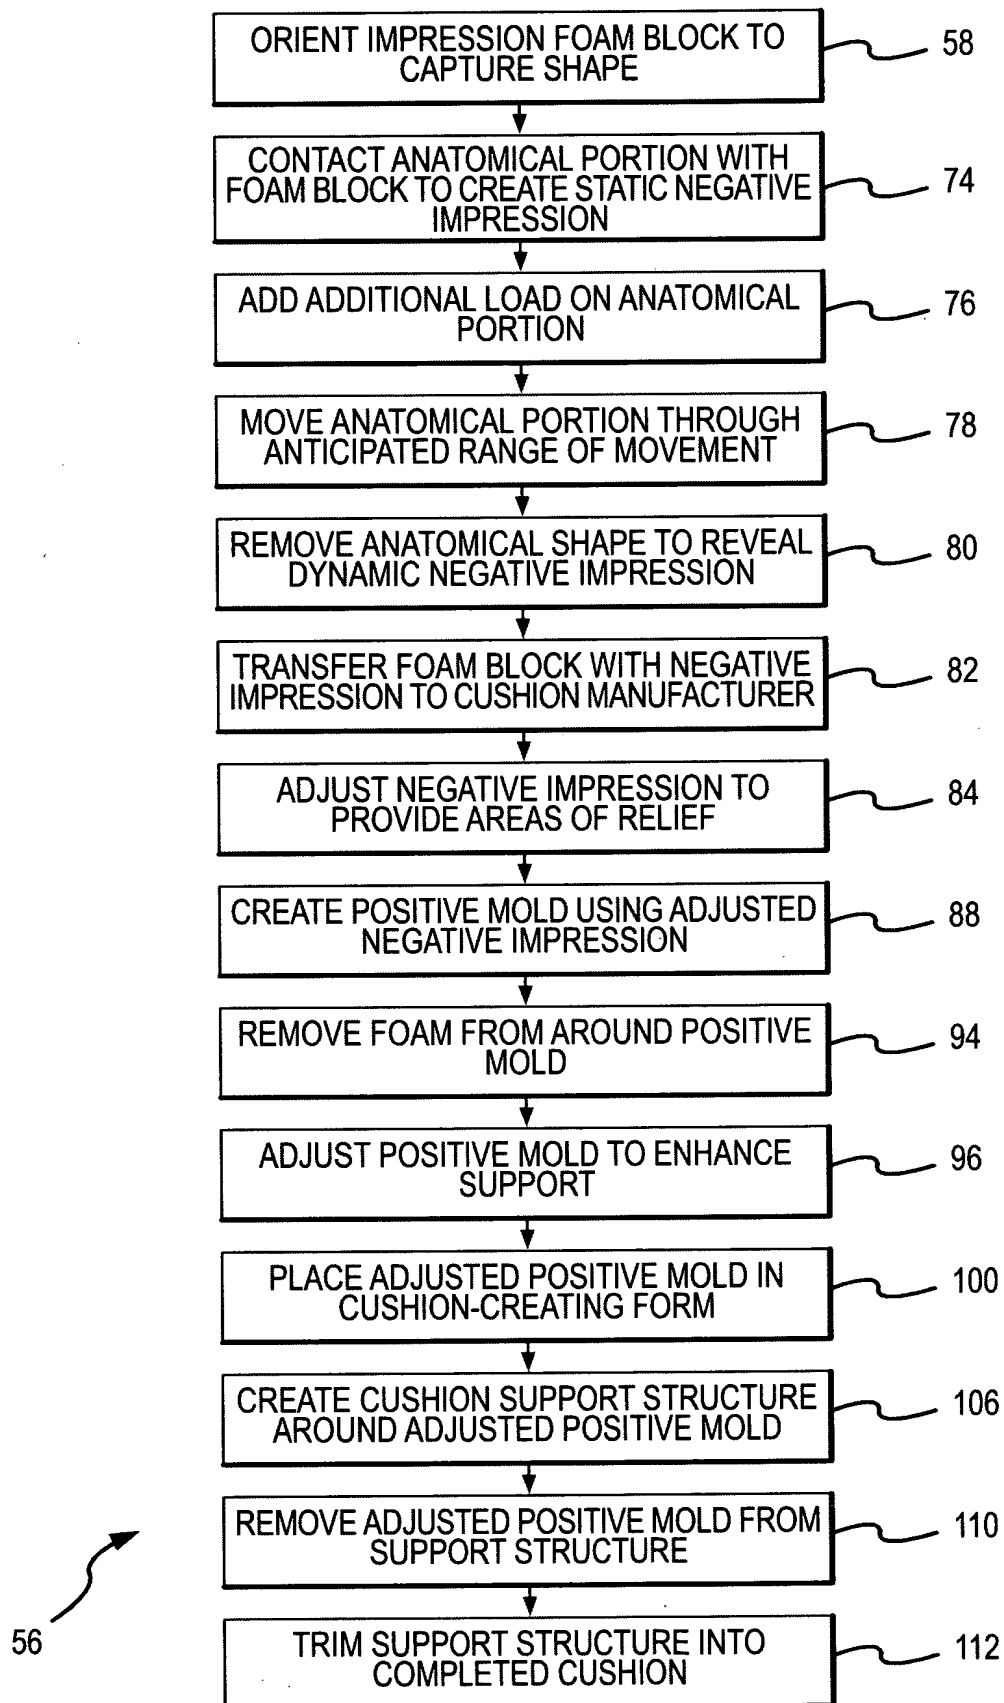 ORIENT IMPRESSION FOAM BLOCK TO
CAPTURE SHAPE
58
CONTACT ANATOMICAL PORTION WITH
FOAM BLOCK TO CREATE STATIC NEGATIVE
IMPRESSION
74
ADD ADDITIONAL LOAD ON ANATOMICAL
PORTION
76
MOVE ANATOMICAL PORTION THROUGH
ANTICIPATED RANGE OF MOVEMENT
78
REMOVE ANATOMICAL SHAPE TO REVEAL
DYNAMIC NEGATIVE IMPRESSION
80
TRANSFER FOAM BLOCK WITH NEGATIVE
IMPRESSION TO CUSHION MANUFACTURER
82
ADJUST NEGATIVE IMPRESSION TO
PROVIDE AREAS OF RELIEF
84
CREATE POSITIVE MOLD USING ADJUSTED
NEGATIVE IMPRESSION
88
REMOVE FOAM FROM AROUND POSITIVE
MOLD
94
ADJUST POSITIVE MOLD TO ENHANCE
SUPPORT
96
PLACE ADJUSTED POSITIVE MOLD IN
CUSHION-CREATING FORM
100
CREATE CUSHION SUPPORT STRUCTURE
AROUND ADJUSTED POSITIVE MOLD
106
REMOVE ADJUSTED POSITIVE MOLD FROM
SUPPORT STRUCTURE
110
TRIM SUPPORT STRUCTURE INTO
COMPLETED CUSHION
112
56